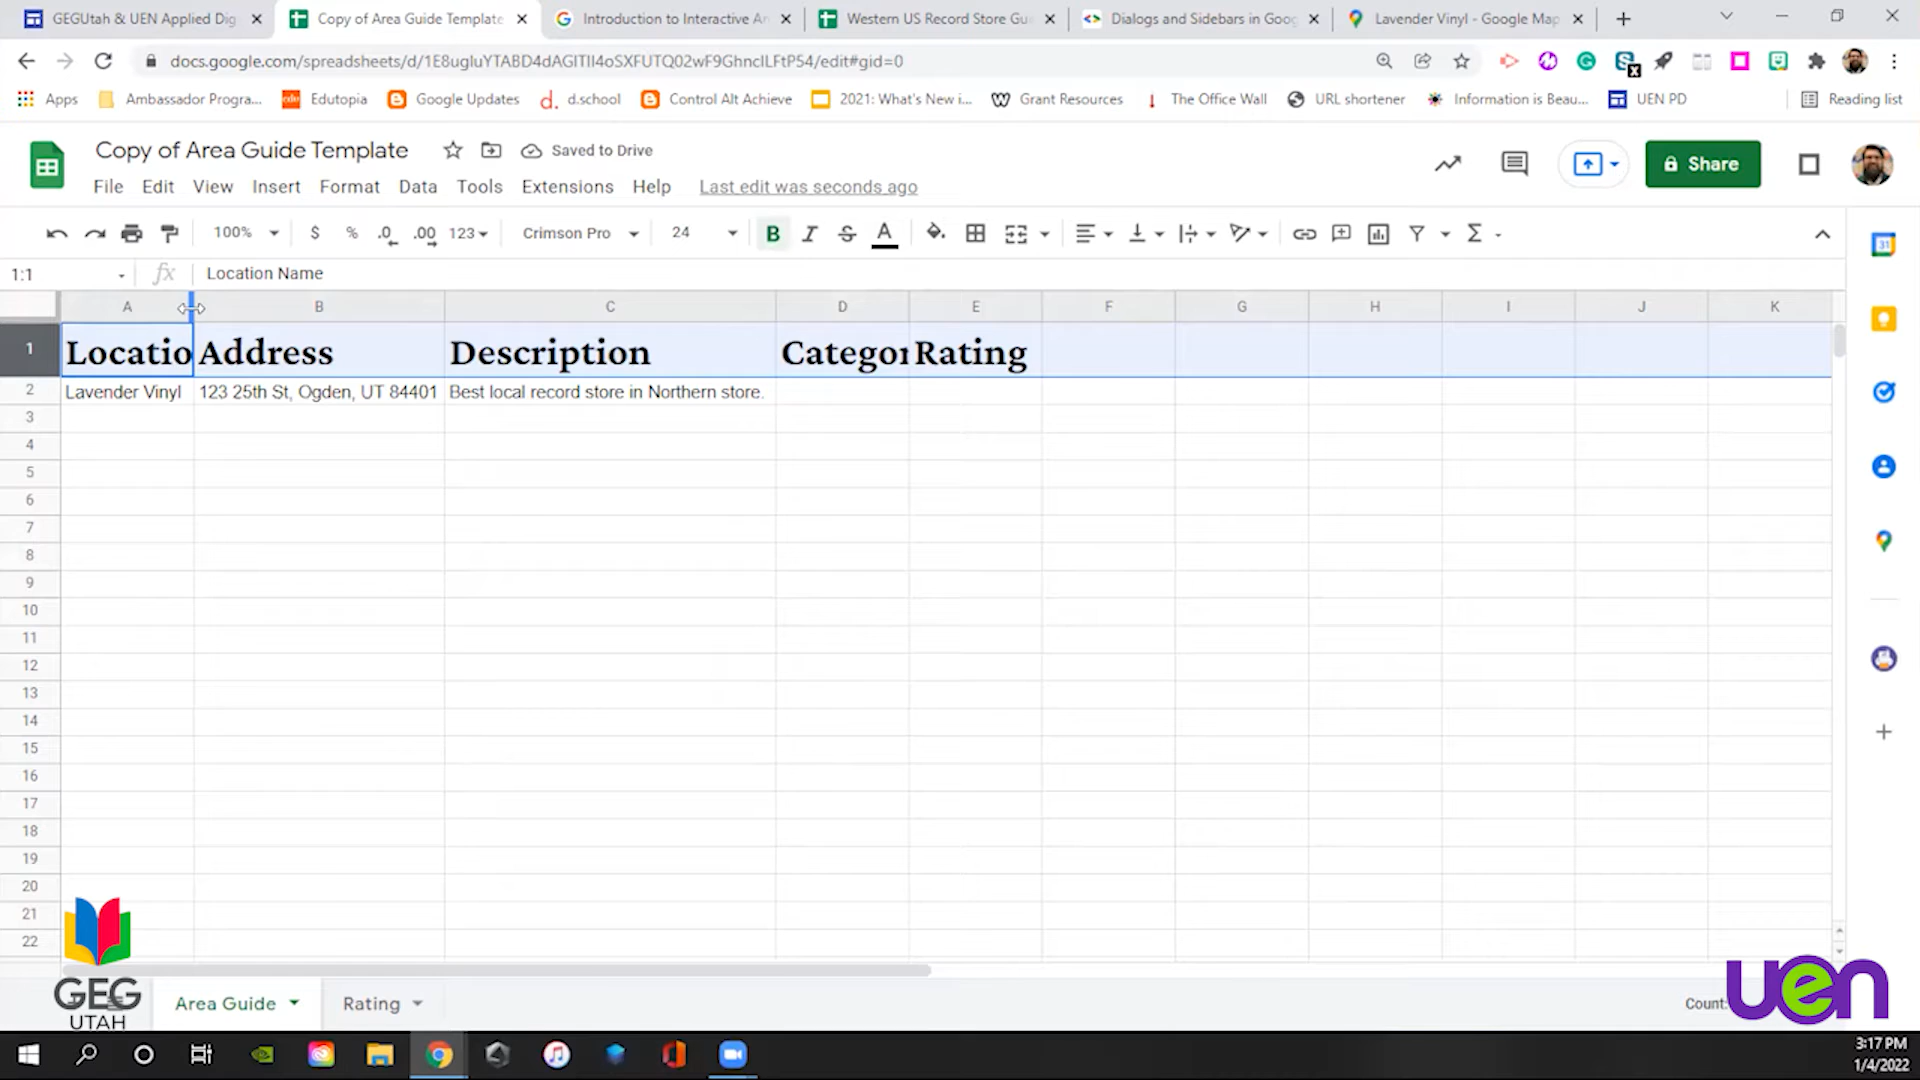 GEGUtah & UEN Applied Dig
Copy of Area Guide Template
Introduction to Interactive Ar
Western US Record Store Gui
Dialogs and Sidebars in Goog
Lavender Vinyl - Google Map
docs.google.com/spreadsheets/d/1E8ugluYTABD4dAGlTlI4oSXFUTQ02wF9GhnclLFtP54/edit#gid=0
Apps
Ambassador Progra...
Edutopia
Google Updates
d.school
Control Alt Achieve
2021: What's New i...
Grant Resources
The Office Wall
URL shortener
Information is Beau...
UEN PD
Reading list
Copy of Area Guide Template
Saved to Drive
Share
File Edit View Insert Format Data Tools Extensions Help Last edit was seconds ago
100% $ % .0 .00 123 Crimson Pro 24 B I S A Σ
1:1 fx Location Name
A B C D E F G H I J K
1 Locatio Address Description Categor Rating
2 Lavender Vinyl 123 25th St, Ogden, UT 84401 Best local record store in Northern store.
3
4
5
6
7
8
9
10
11
12
13
14
15
16
17
18
19
20
21
22
GEG
UTAH
Area Guide
Rating
Count:
uen
3:17 PM
1/4/2022